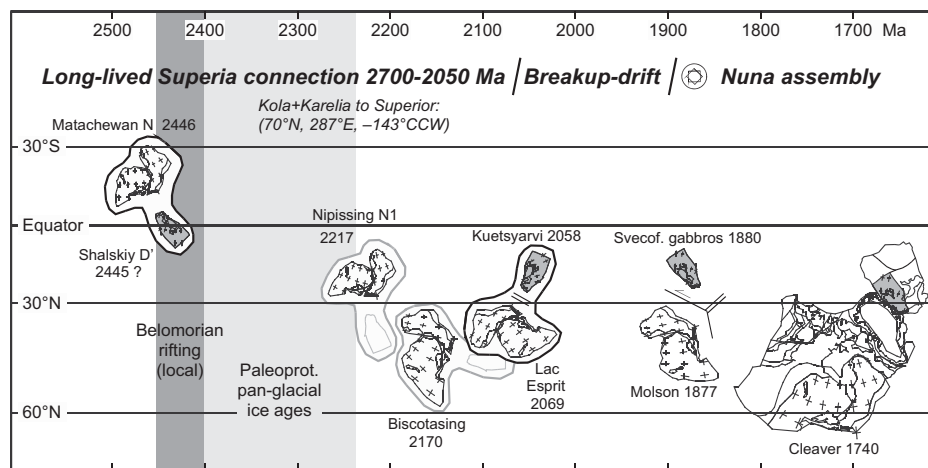 2500 2400 2300 2200 2100 2000 1900 1800 1700 Ma
Long-lived Superia connection 2700-2050 Ma / Breakup-drift / Nuna assembly
Kola+Karelia to Superior:
(70°N, 287°E, –143°CCW)
Matachewan N 2446
30°S
Equator
Shalskiy D'
2445 ?
Nipissing N1
2217
Kuetsyarvi 2058
Svecof. gabbros 1880
30°N
Belomorian
rifting
(local)
Paleoprot.
pan-glacial
ice ages
Lac
Esprit
2069
Molson 1877
60°N
Biscotasing
2170
Cleaver 1740